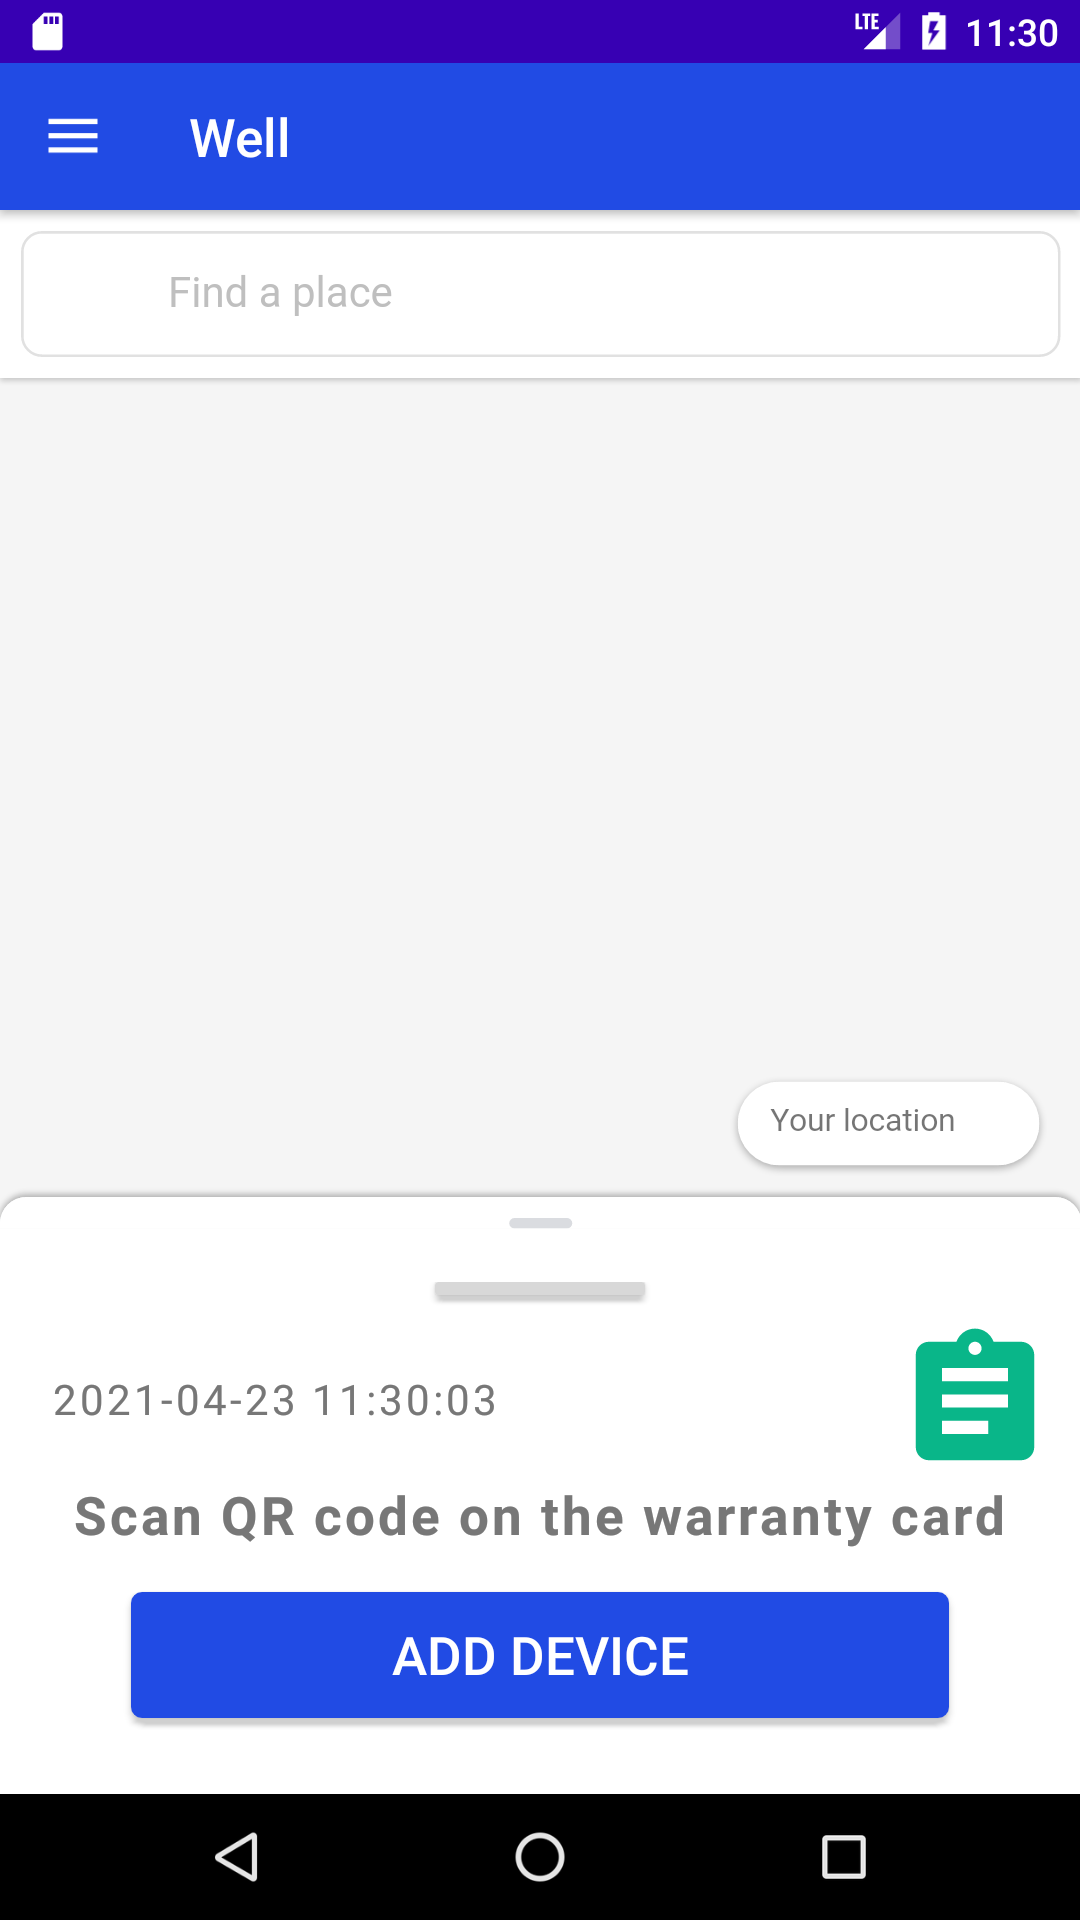 LTE 11:30
Well
Find a place
Your location
2021-04-23 11:30:03
Scan QR code on the warranty card
ADD DEVICE